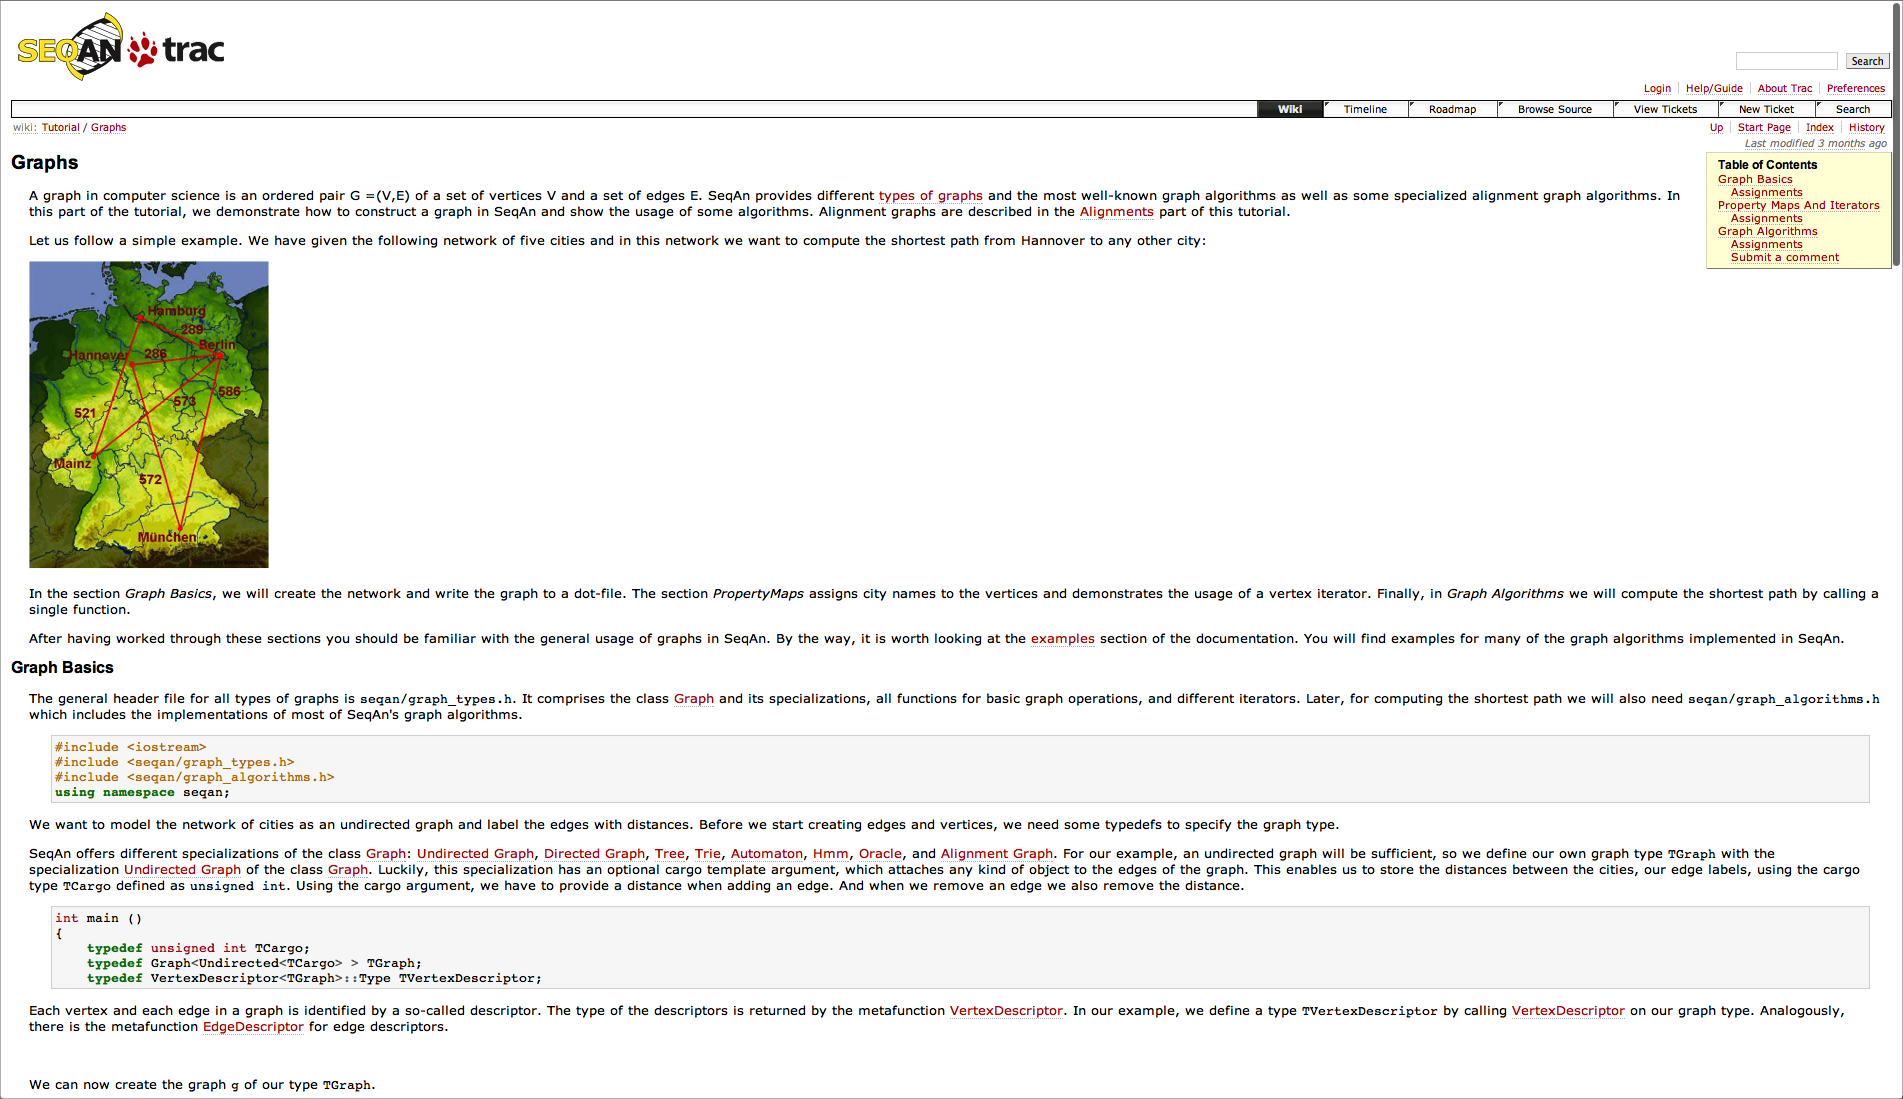 SEQAN trac
Search
Login Help/Guide About Trac Preferences
Wiki Timeline Roadmap Browse Source View Tickets New Ticket Search
wiki: Tutorial / Graphs
Up Start Page Index History
Last modified 3 months ago
Graphs
Table of Contents
Graph Basics
Assignments
Property Maps And Iterators
Assignments
Graph Algorithms
Assignments
Submit a comment
A graph in computer science is an ordered pair G =(V,E) of a set of vertices V and a set of edges E. SeqAn provides different types of graphs and the most well-known graph algorithms as well as some specialized alignment graph algorithms. In
this part of the tutorial, we demonstrate how to construct a graph in SeqAn and show the usage of some algorithms. Alignment graphs are described in the Alignments part of this tutorial.
Let us follow a simple example. We have given the following network of five cities and in this network we want to compute the shortest path from Hannover to any other city:
Hamburg
289
Berlin
Hannover 286
586
573
521
Mainz
572
München
In the section Graph Basics, we will create the network and write the graph to a dot-file. The section PropertyMaps assigns city names to the vertices and demonstrates the usage of a vertex iterator. Finally, in Graph Algorithms we will compute the shortest path by calling a
single function.
After having worked through these sections you should be familiar with the general usage of graphs in SeqAn. By the way, it is worth looking at the examples section of the documentation. You will find examples for many of the graph algorithms implemented in SeqAn.
Graph Basics
The general header file for all types of graphs is seqan/graph_types.h. It comprises the class Graph and its specializations, all functions for basic graph operations, and different iterators. Later, for computing the shortest path we will also need seqan/graph_algorithms.h
which includes the implementations of most of SeqAn's graph algorithms.
#include <iostream>
#include <seqan/graph_types.h>
#include <seqan/graph_algorithms.h>
using namespace seqan;
We want to model the network of cities as an undirected graph and label the edges with distances. Before we start creating edges and vertices, we need some typedefs to specify the graph type.
SeqAn offers different specializations of the class Graph: Undirected Graph, Directed Graph, Tree, Trie, Automaton, Hmm, Oracle, and Alignment Graph. For our example, an undirected graph will be sufficient, so we define our own graph type TGraph with the
specialization Undirected Graph of the class Graph. Luckily, this specialization has an optional cargo template argument, which attaches any kind of object to the edges of the graph. This enables us to store the distances between the cities, our edge labels, using the cargo
type TCargo defined as unsigned int. Using the cargo argument, we have to provide a distance when adding an edge. And when we remove an edge we also remove the distance.
int main ()
{
typedef unsigned int TCargo;
typedef Graph<Undirected<TCargo> > TGraph;
typedef VertexDescriptor<TGraph>::Type TVertexDescriptor;
Each vertex and each edge in a graph is identified by a so-called descriptor. The type of the descriptors is returned by the metafunction VertexDescriptor. In our example, we define a type TVertexDescriptor by calling VertexDescriptor on our graph type. Analogously,
there is the metafunction EdgeDescriptor for edge descriptors.
We can now create the graph g of our type TGraph.